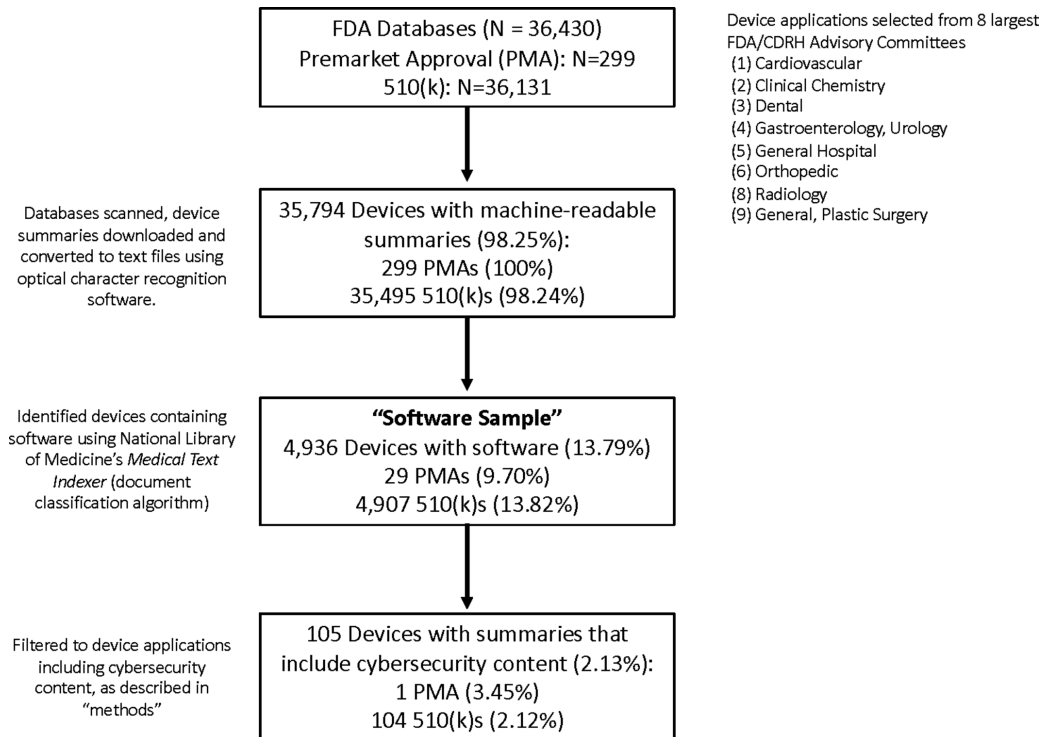 FDA Databases (N = 36,430)
Premarket Approval (PMA): N=299
510(k): N=36,131
Device applications selected from 8 largest
FDA/CDRH Advisory Committees
(1) Cardiovascular
(2) Clinical Chemistry
(3) Dental
(4) Gastroenterology, Urology
(5) General Hospital
(6) Orthopedic
(8) Radiology
(9) General, Plastic Surgery
Databases scanned, device
summaries downloaded and
converted to text files using
optical character recognition
software.
35,794 Devices with machine-readable
summaries (98.25%):
299 PMAs (100%)
35,495 510(k)s (98.24%)
Identified devices containing
software using National Library
of Medicine's Medical Text
Indexer (document
classification algorithm)
“Software Sample”
4,936 Devices with software (13.79%)
29 PMAs (9.70%)
4,907 510(k)s (13.82%)
Filtered to device applications
including cybersecurity
content, as described in
“methods”
105 Devices with summaries that
include cybersecurity content (2.13%):
1 PMA (3.45%)
104 510(k)s (2.12%)